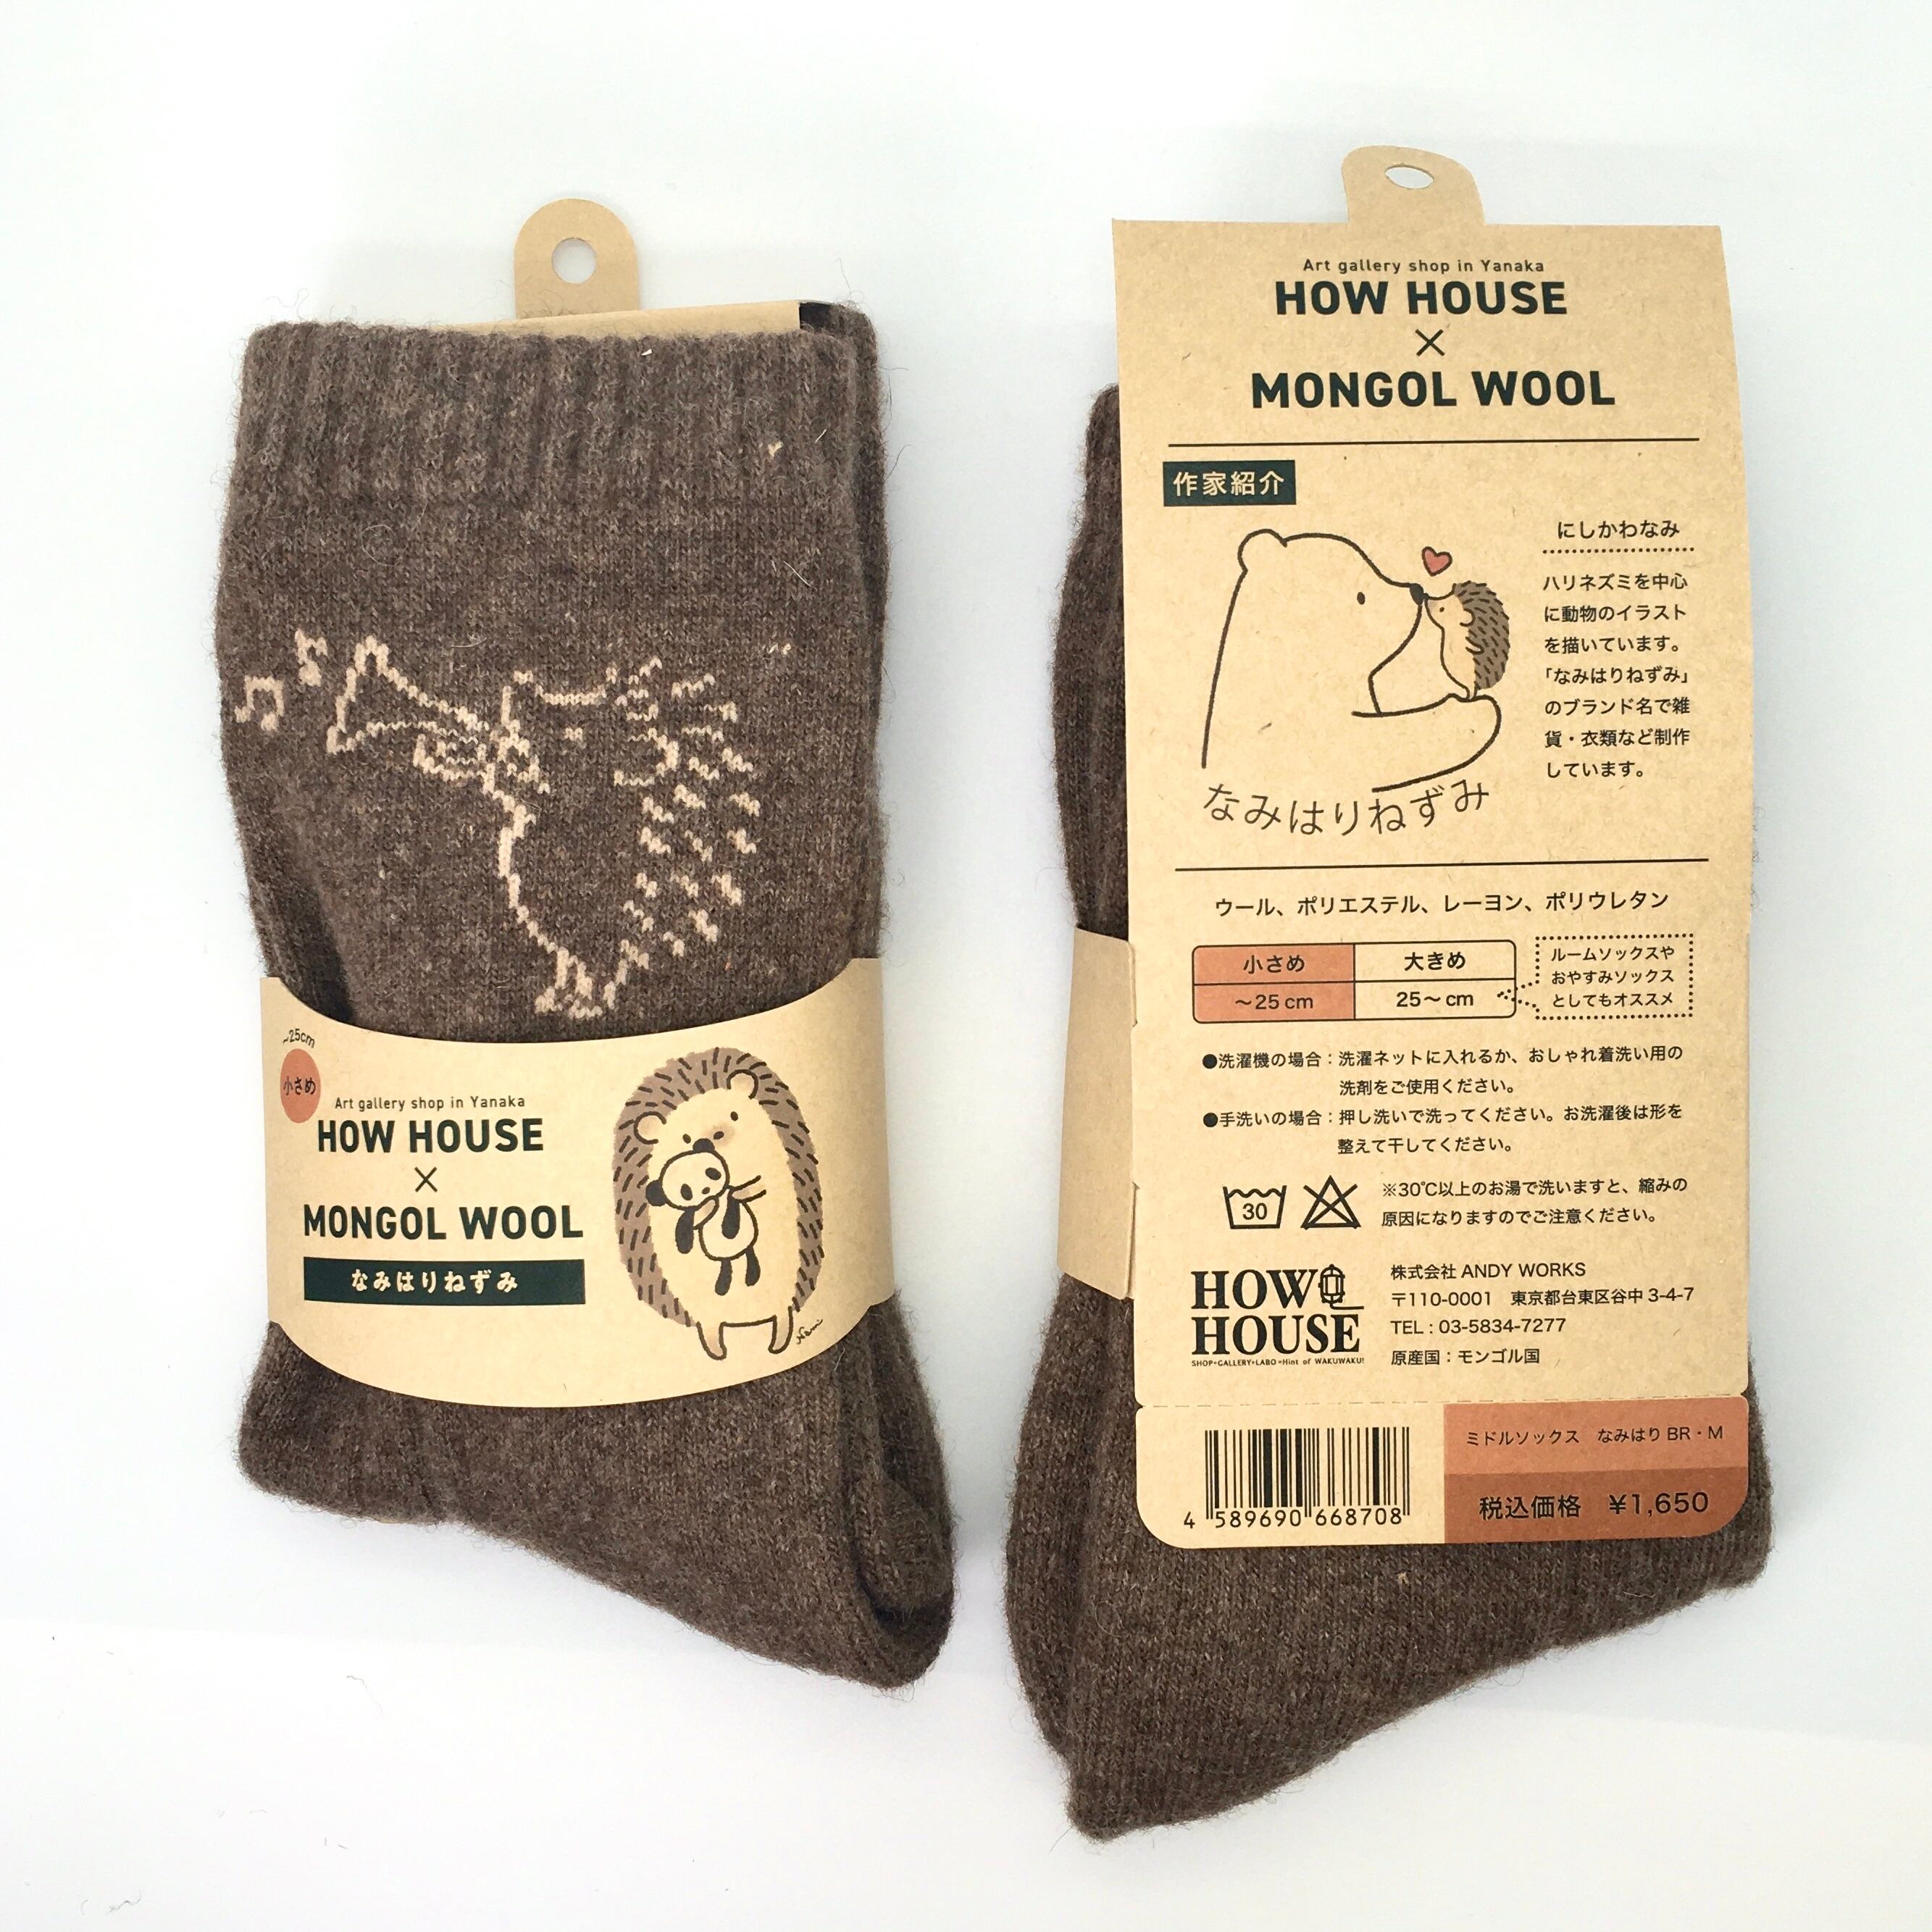 ~25cm
小さめ
Art gallery shop in Yanaka
HOW HOUSE
×
MONGOL WOOL
なみはりねずみ
Nami
Art gallery shop in Yanaka
HOW HOUSE
×
MONGOL WOOL
作家紹介
にしかわなみ
ハリネズミを中心
に動物のイラスト
を描いています。
「なみはりねずみ」
のブランド名で雑
貨・衣類など制作
しています。
なみはりねずみ
ウール、ポリエステル、レーヨン、ポリウレタン
小さめ 大きめ
～25cm 25～cm
ルームソックスや
おやすみソックス
としてもオススメ
●洗濯機の場合：洗濯ネットに入れるか、おしゃれ着洗い用の
洗剤をご使用ください。
●手洗いの場合：押し洗いで洗ってください。お洗濯後は形を
整えて干してください。
30
※30℃以上のお湯で洗いますと、縮みの
原因になりますのでご注意ください。
HOW
HOUSE
SHOP+GALLERY+LABO=Hint of WAKUWAKU!
株式会社 ANDY WORKS
〒110-0001 東京都台東区谷中 3-4-7
TEL : 03-5834-7277
原産国：モンゴル国
4 589690 668708
ミドルソックス なみはり BR・M
税込価格 ¥1,650